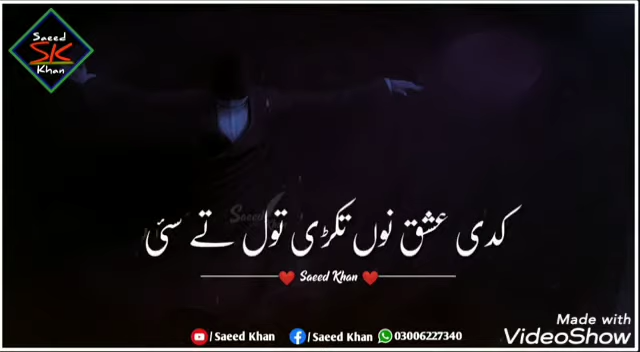 Saeed
SK
Khan
کدی عشق نوں تکڑی تول تے سئی
Saeed Khan
/Saeed Khan /Saeed Khan 03006227340
Made with
VideoShow